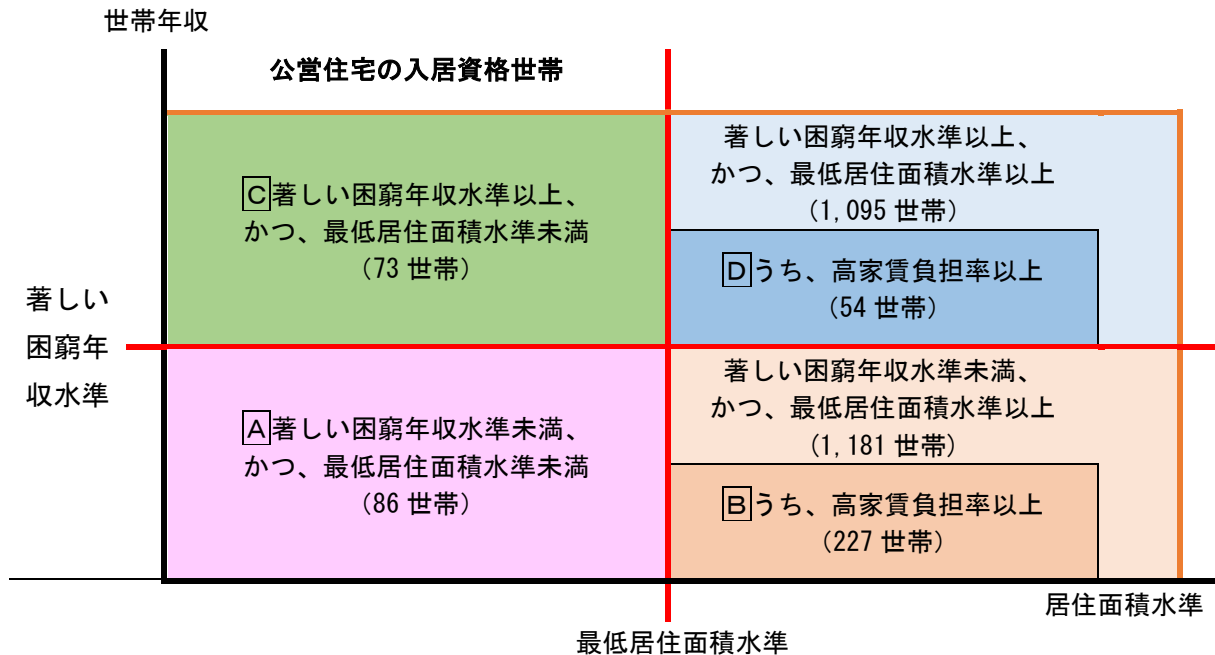 世帯年収
公営住宅の入居資格世帯
C著しい困窮年収水準以上、
かつ、最低居住面積水準未満
（73 世帯）
著しい困窮年収水準以上、
かつ、最低居住面積水準以上
（1,095 世帯）
Dうち、高家賃負担率以上
（54 世帯）
著しい
困窮年
収水準
A著しい困窮年収水準未満、
かつ、最低居住面積水準未満
（86 世帯）
著しい困窮年収水準未満、
かつ、最低居住面積水準以上
（1,181 世帯）
Bうち、高家賃負担率以上
（227 世帯）
居住面積水準
最低居住面積水準